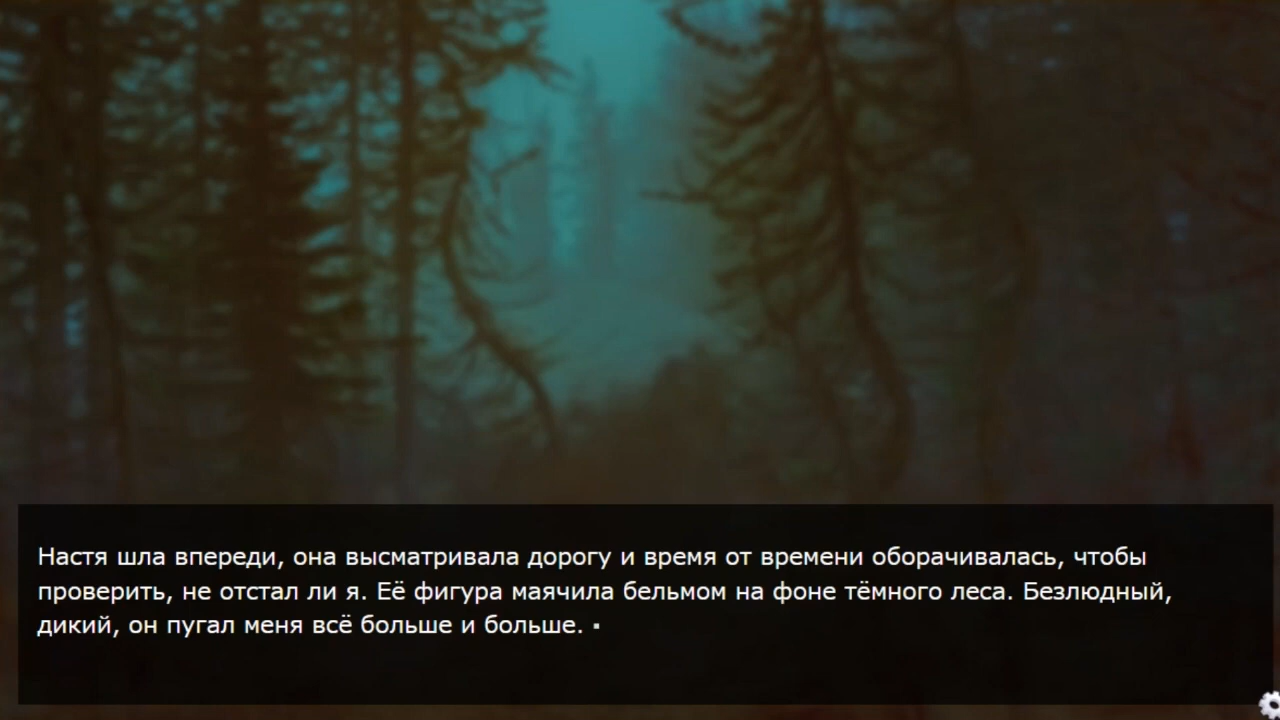 Настя шла впереди, она высматривала дорогу и время от времени оборачивалась, чтобы
проверить, не отстал ли я. Её фигура маячила бельмом на фоне тёмного леса. Безлюдный,
дикий, он пугал меня всё больше и больше.